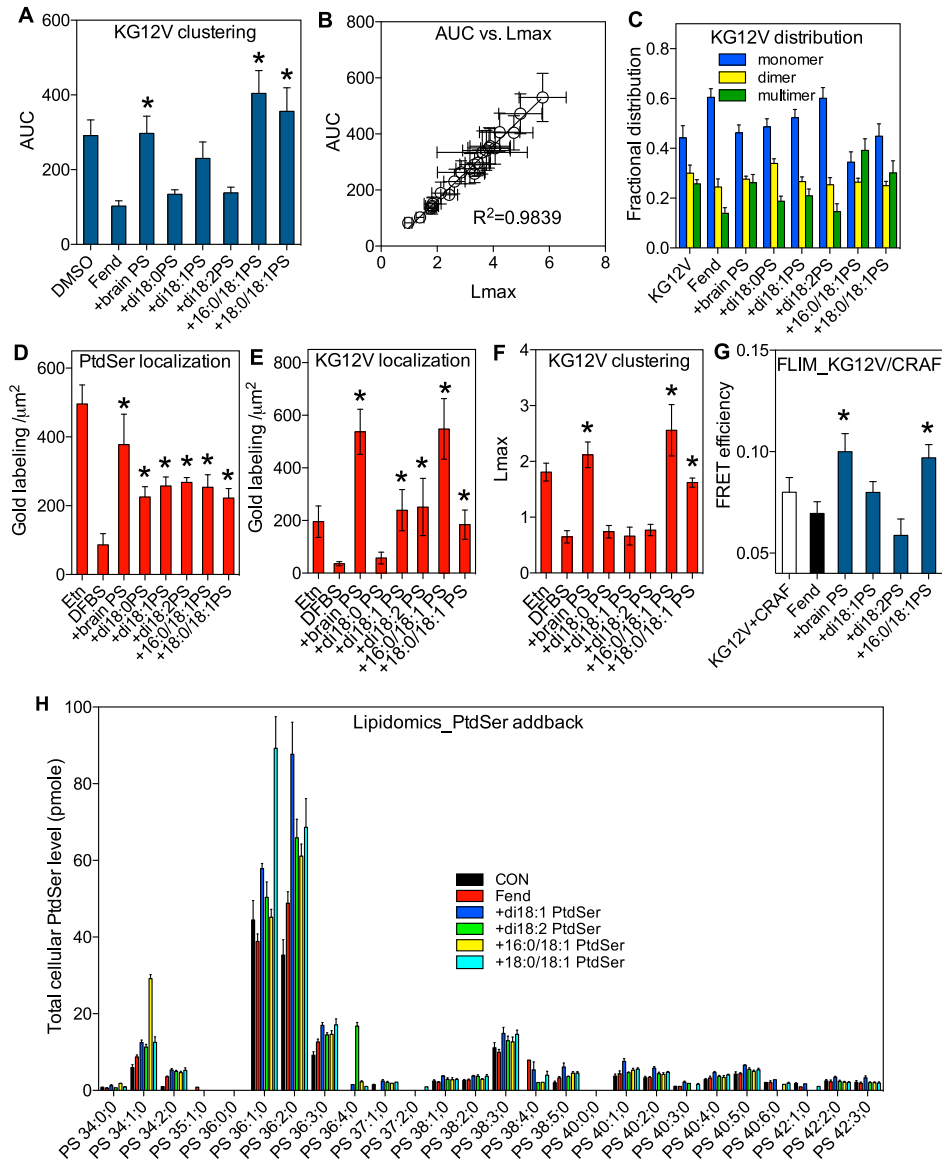 A
KG12V clustering
AUC
600
400
200
0
*
*
*
DMSO
Fend
+brain PS
+di18:0PS
+di18:1PS
+di18:2PS
+16:0/18:1PS
+18:0/18:1PS
B
AUC vs. Lmax
AUC
800
600
400
200
0
R²=0.9839
0 2 4 6 8
Lmax
C
KG12V distribution
monomer
dimer
multimer
Fractional distribution
0.8
0.6
0.4
0.2
0.0
KG12V
Fend
+brain PS
+di18:0PS
+di18:1PS
+di18:2PS
+16:0/18:1PS
+18:0/18:1PS
D
PtdSer localization
Gold labeling /µm²
600
400
200
0
*
*
*
*
*
*
Etn
DFBS
+brain PS
+di18:0PS
+di18:1PS
+di18:2PS
+16:0/18:1PS
+18:0/18:1PS
E
KG12V localization
Gold labeling /µm²
800
600
400
200
0
*
*
*
*
*
Etn
DFBS
+brain PS
+di18:0 PS
+di18:1 PS
+di18:2 PS
+16:0/18:1 PS
+18:0/18:1 PS
F
KG12V clustering
Lmax
4
3
2
1
0
*
*
*
Etn
DFBS
+brain PS
+di18:0 PS
+di18:1 PS
+di18:2 PS
+16:0/18:1 PS
+18:0/18:1 PS
G
FLIM_KG12V/CRAF
FRET efficiency
0.15
0.10
0.05
*
*
KG12V+CRAF
Fend
+brain PS
+di18:1PS
+di18:2PS
+16:0/18:1PS
H
Lipidomics_PtdSer addback
Total cellular PtdSer level (pmole)
100
80
60
40
20
0
CON
Fend
+di18:1 PtdSer
+di18:2 PtdSer
+16:0/18:1 PtdSer
+18:0/18:1 PtdSer
PS 34:0:0
PS 34:1:0
PS 34:2:0
PS 35:1:0
PS 36:0:0
PS 36:1:0
PS 36:2:0
PS 36:3:0
PS 36:4:0
PS 37:1:0
PS 37:2:0
PS 38:1:0
PS 38:2:0
PS 38:3:0
PS 38:4:0
PS 38:5:0
PS 40:0:0
PS 40:1:0
PS 40:2:0
PS 40:3:0
PS 40:4:0
PS 40:5:0
PS 40:6:0
PS 42:1:0
PS 42:2:0
PS 42:3:0